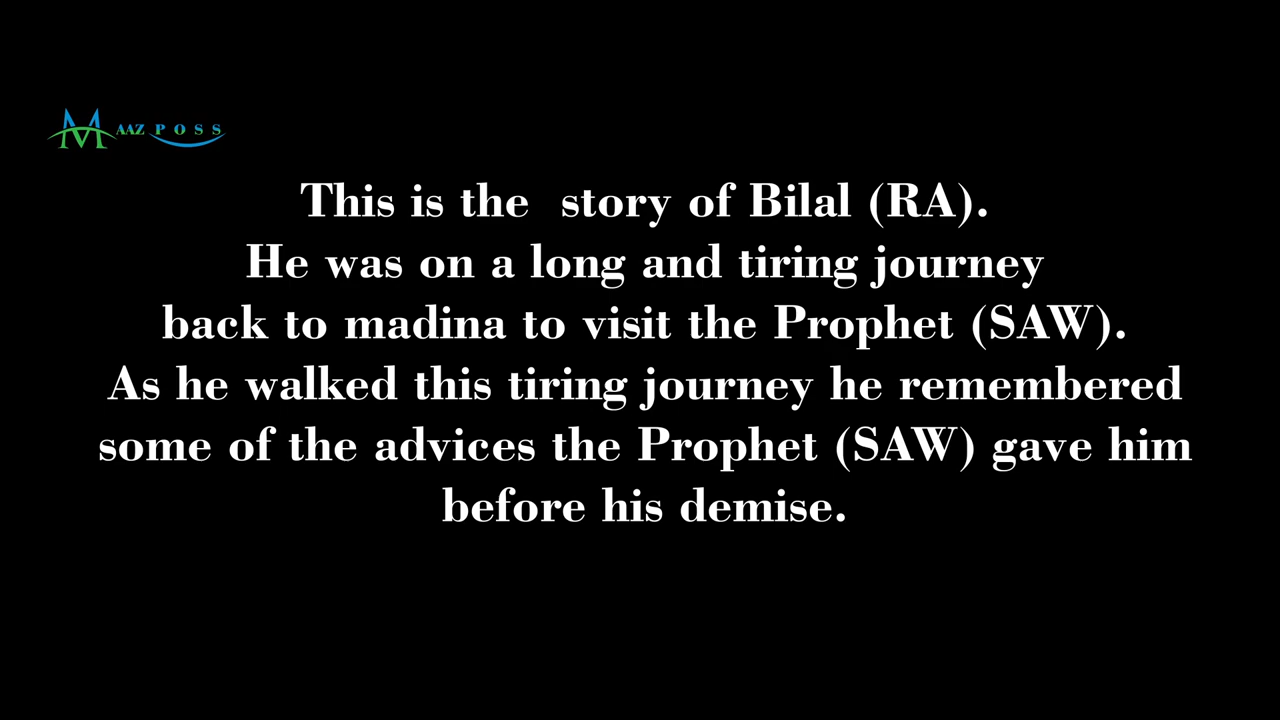 MAAZ POSS
This is the  story of Bilal (RA).
He was on a long and tiring journey
back to madina to visit the Prophet (SAW).
As he walked this tiring journey he remembered
some of the advices the Prophet (SAW) gave him
before his demise.